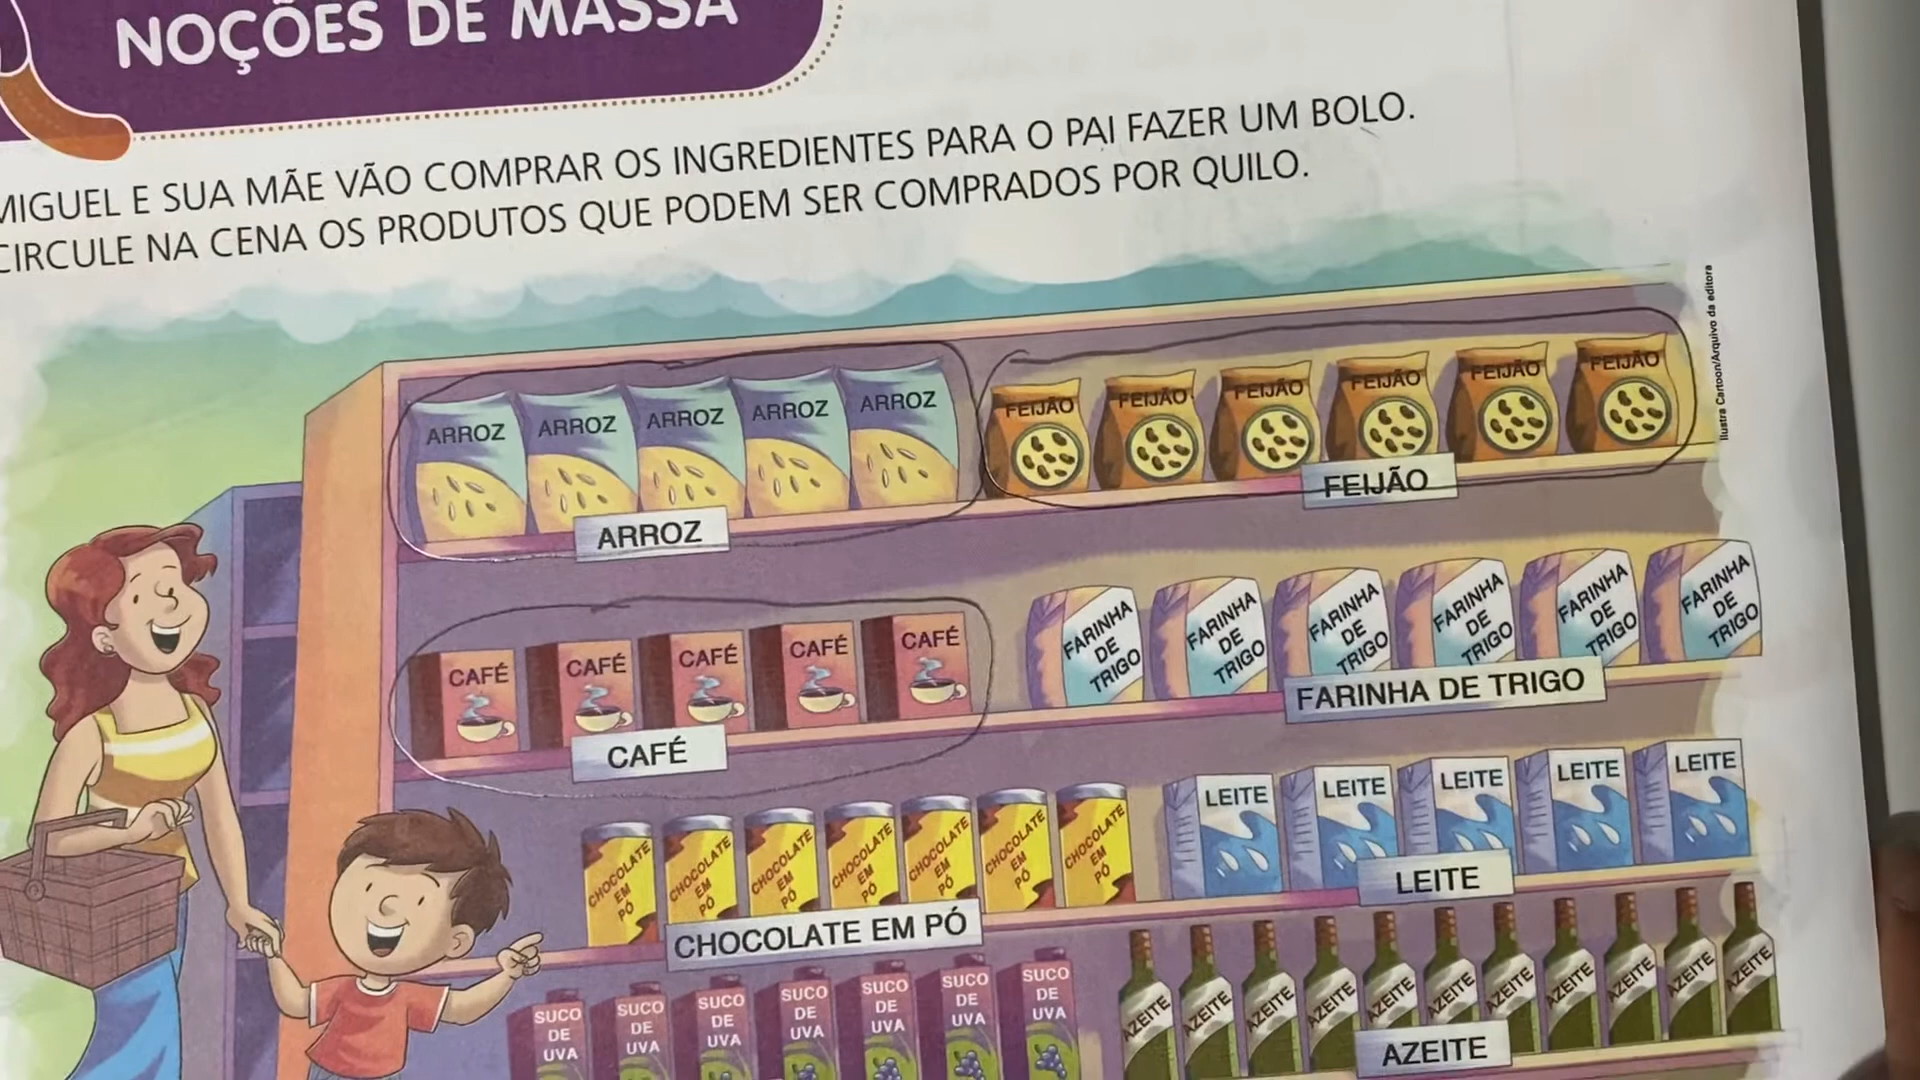 NOÇÕES DE MASSA
MIGUEL E SUA MÃE VÃO COMPRAR OS INGREDIENTES PARA O PAI FAZER UM BOLO.
CIRCULE NA CENA OS PRODUTOS QUE PODEM SER COMPRADOS POR QUILO.
Ilustra Cartoon/Arquivo da editora
ARROZ ARROZ ARROZ ARROZ ARROZ
FEIJÃO FEIJÃO FEIJÃO FEIJÃO FEIJÃO FEIJÃO
ARROZ
FEIJÃO
CAFÉ CAFÉ CAFÉ CAFÉ CAFÉ
FARINHA DE TRIGO FARINHA DE TRIGO FARINHA DE TRIGO FARINHA DE TRIGO FARINHA DE TRIGO FARINHA DE TRIGO
CAFÉ
FARINHA DE TRIGO
CHOCOLATE EM PÓ CHOCOLATE EM PÓ CHOCOLATE EM PÓ CHOCOLATE EM PÓ CHOCOLATE EM PÓ CHOCOLATE EM PÓ CHOCOLATE EM PÓ
LEITE LEITE LEITE LEITE LEITE
CHOCOLATE EM PÓ
LEITE
SUCO DE UVA SUCO DE UVA SUCO DE UVA SUCO DE UVA SUCO DE UVA SUCO DE UVA SUCO DE UVA
AZEITE AZEITE AZEITE AZEITE AZEITE AZEITE AZEITE AZEITE AZEITE AZEITE AZEITE
AZEITE